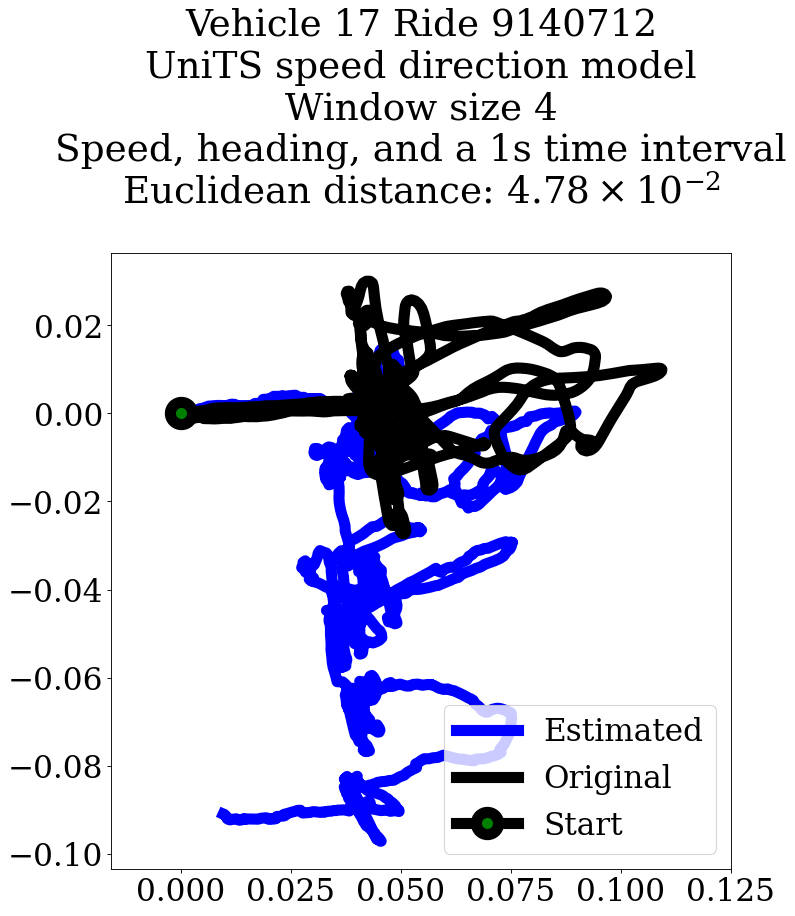 Vehicle 17 Ride 9140712
UniTS speed direction model
Window size 4
Speed, heading, and a 1s time interval
Euclidean distance: 4.78 × 10⁻²
0.02
0.00
−0.02
−0.04
−0.06
−0.08
−0.10
Estimated
Original
Start
0.000 0.025 0.050 0.075 0.100 0.125